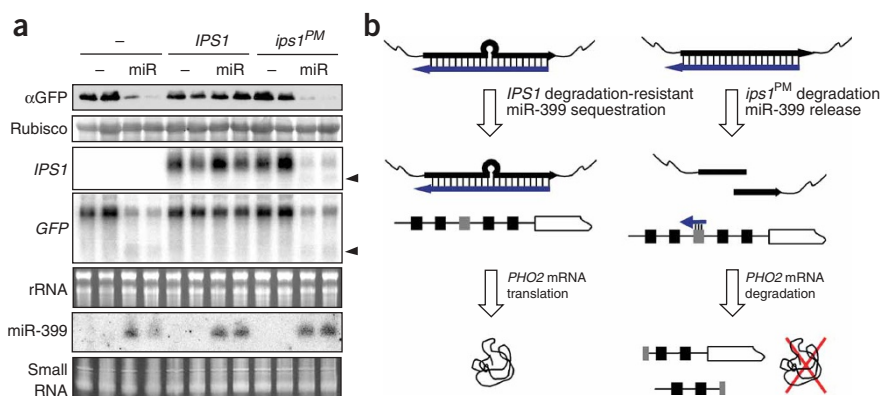 a
– IPS1 ips1PM
– miR – miR – miR
αGFP
Rubisco
IPS1
GFP
rRNA
miR-399
Small
RNA
b
IPS1 degradation-resistant
miR-399 sequestration
ips1PM degradation
miR-399 release
PHO2 mRNA
translation
PHO2 mRNA
degradation